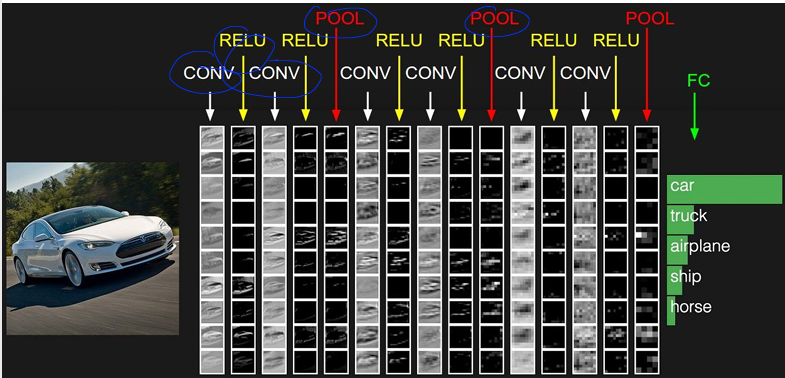 POOL POOL POOL
RELU RELU RELU RELU RELU RELU
CONV CONV CONV CONV CONV CONV
FC
car
truck
airplane
ship
horse